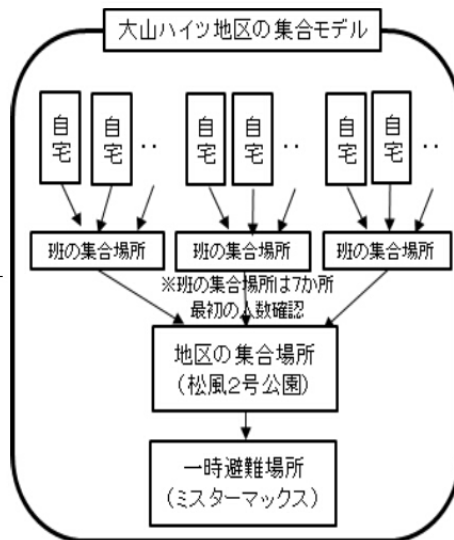 大山ハイツ地区の集合モデル
自宅 自宅 ‥ 自宅 自宅 ‥ 自宅 自宅 ‥
班の集合場所 班の集合場所 班の集合場所
※班の集合場所は7か所
最初の人数確認
地区の集合場所
(松風2号公園)
一時避難場所
(ミスターマックス)